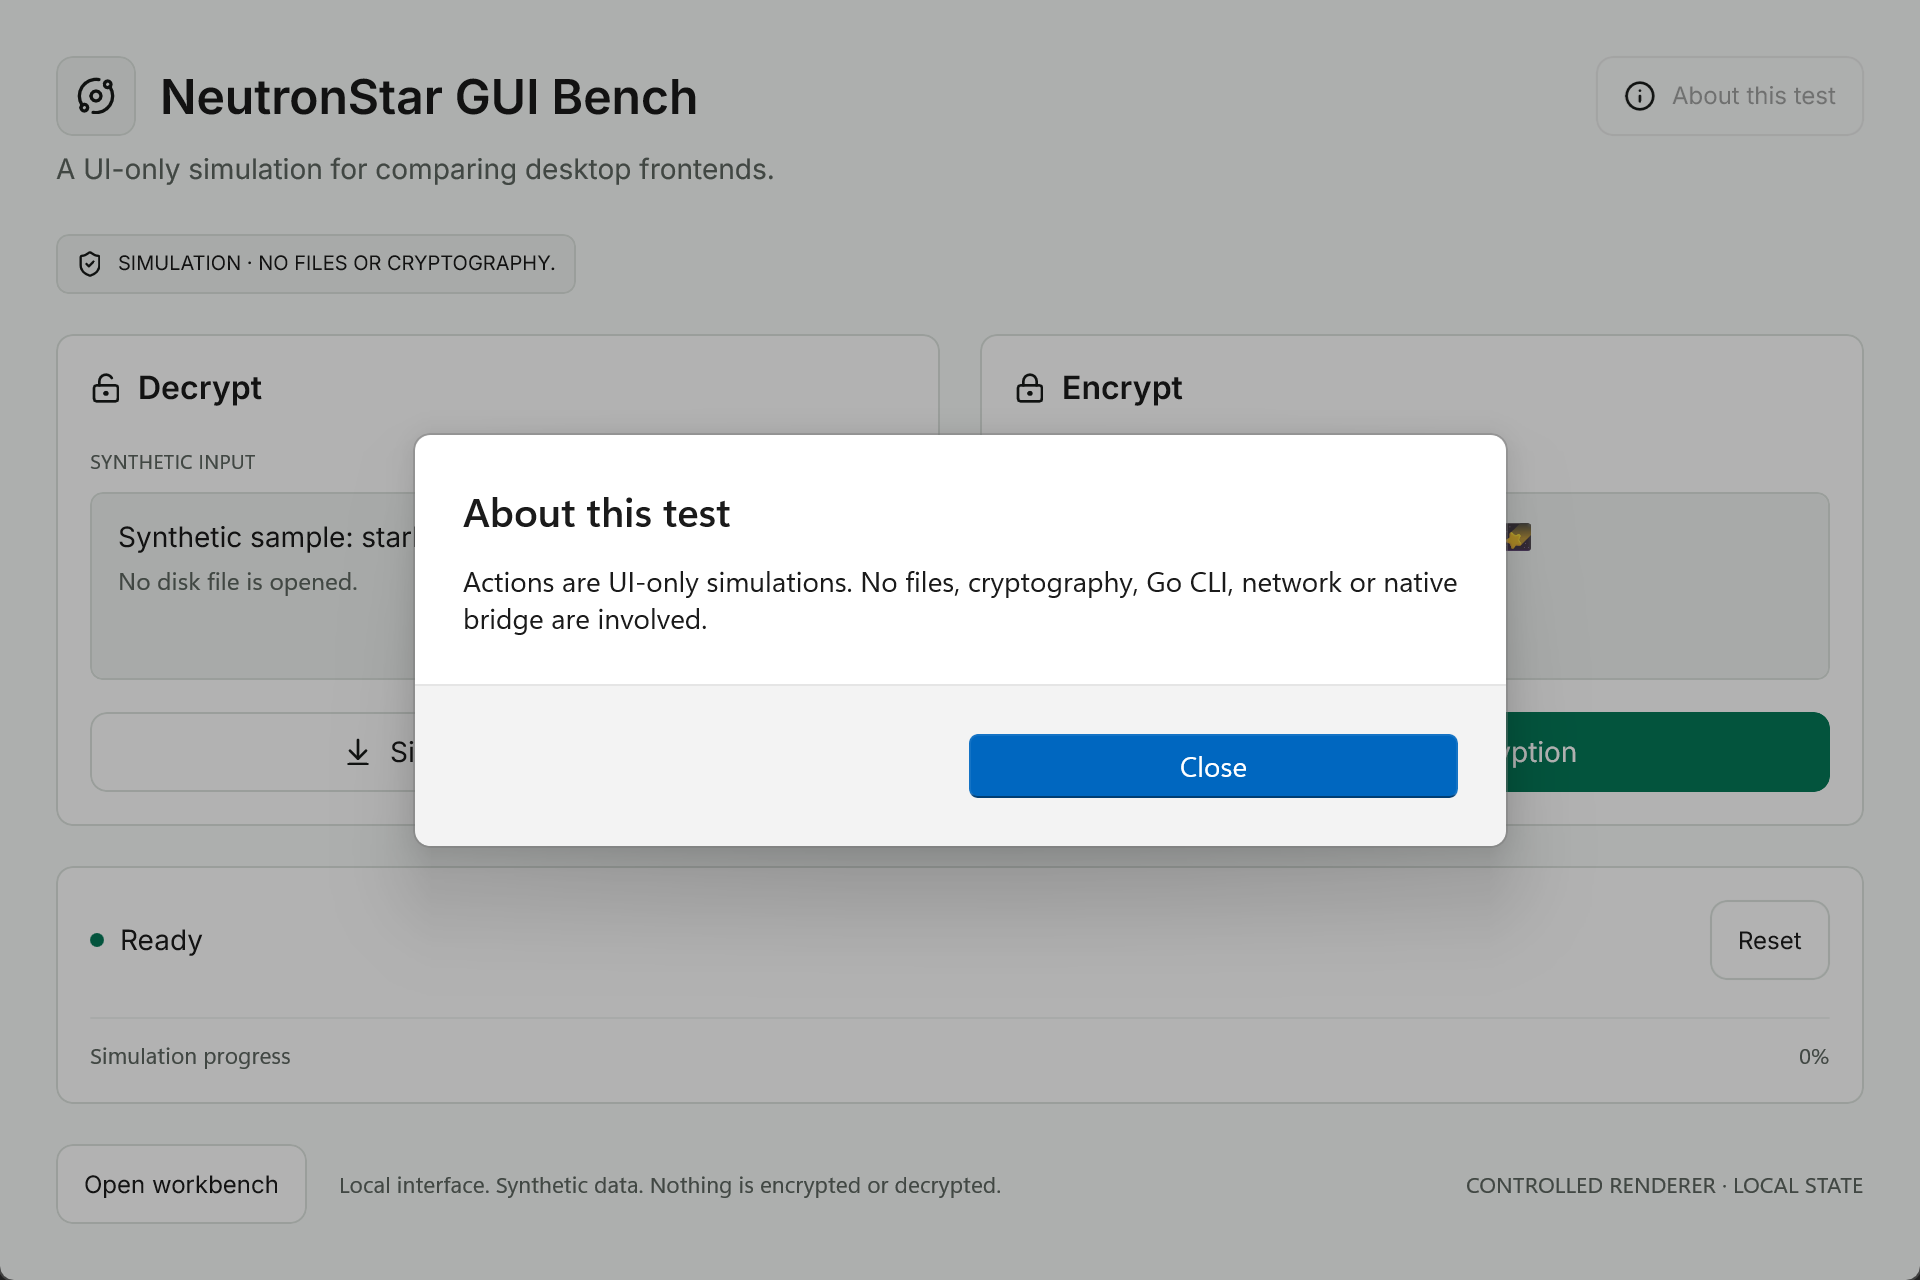 NeutronStar GUI Bench
About this test
A UI-only simulation for comparing desktop frontends.
SIMULATION · NO FILES OR CRYPTOGRAPHY.
Decrypt
Encrypt
SYNTHETIC INPUT
Synthetic sample:
No disk file is opened.
About this test
Actions are UI-only simulations. No files, cryptography, Go CLI, network or native
bridge are involved.
Close
Ready
Reset
Simulation progress
0%
Open workbench
Local interface. Synthetic data. Nothing is encrypted or decrypted.
CONTROLLED RENDERER · LOCAL STATE